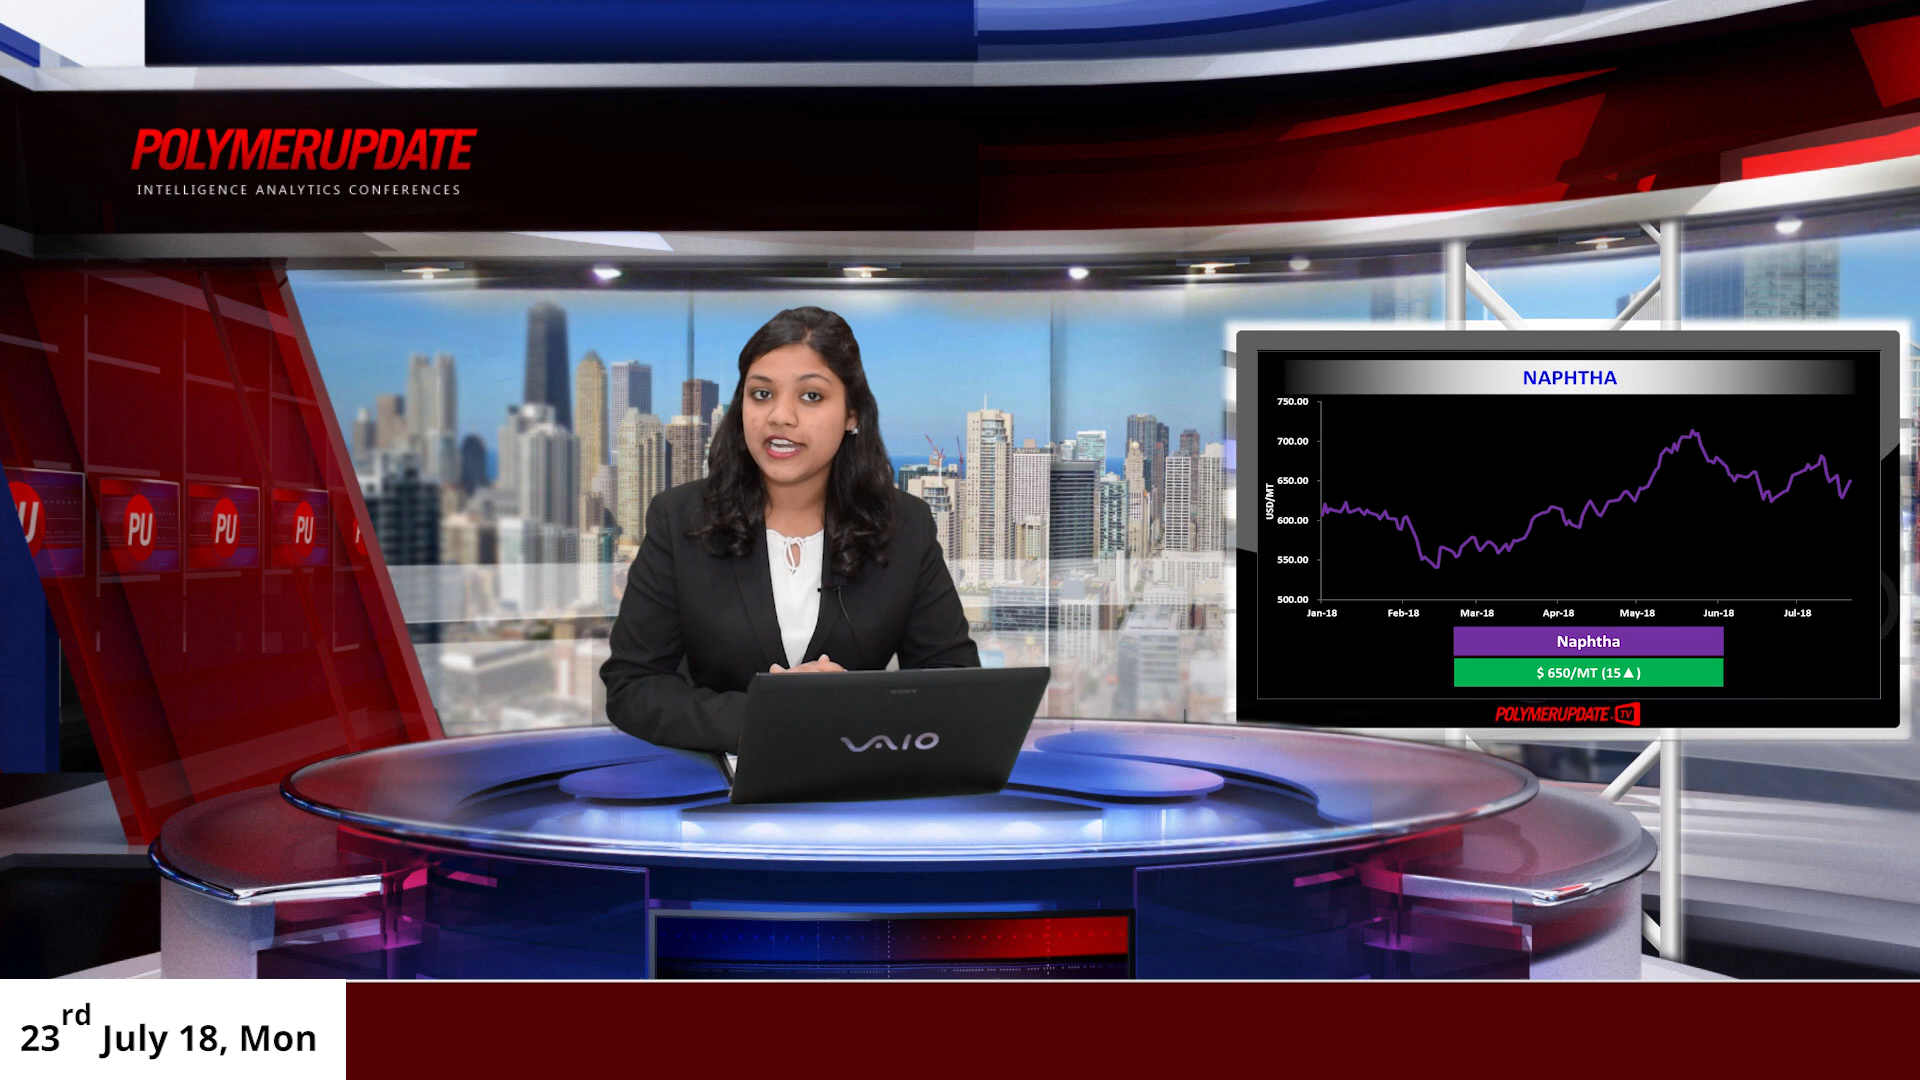 POLYMERUPDATE
INTELLIGENCE ANALYTICS CONFERENCES
PU
PU
PU
NAPHTHA
750.00
700.00
650.00
600.00
550.00
500.00
USD/MT
Jan-18 Feb-18 Mar-18 Apr-18 May-18 Jun-18 Jul-18
Naphtha
$ 650/MT (15▲)
POLYMERUPDATE TV
SONY
VAIO
23rd July 18, Mon